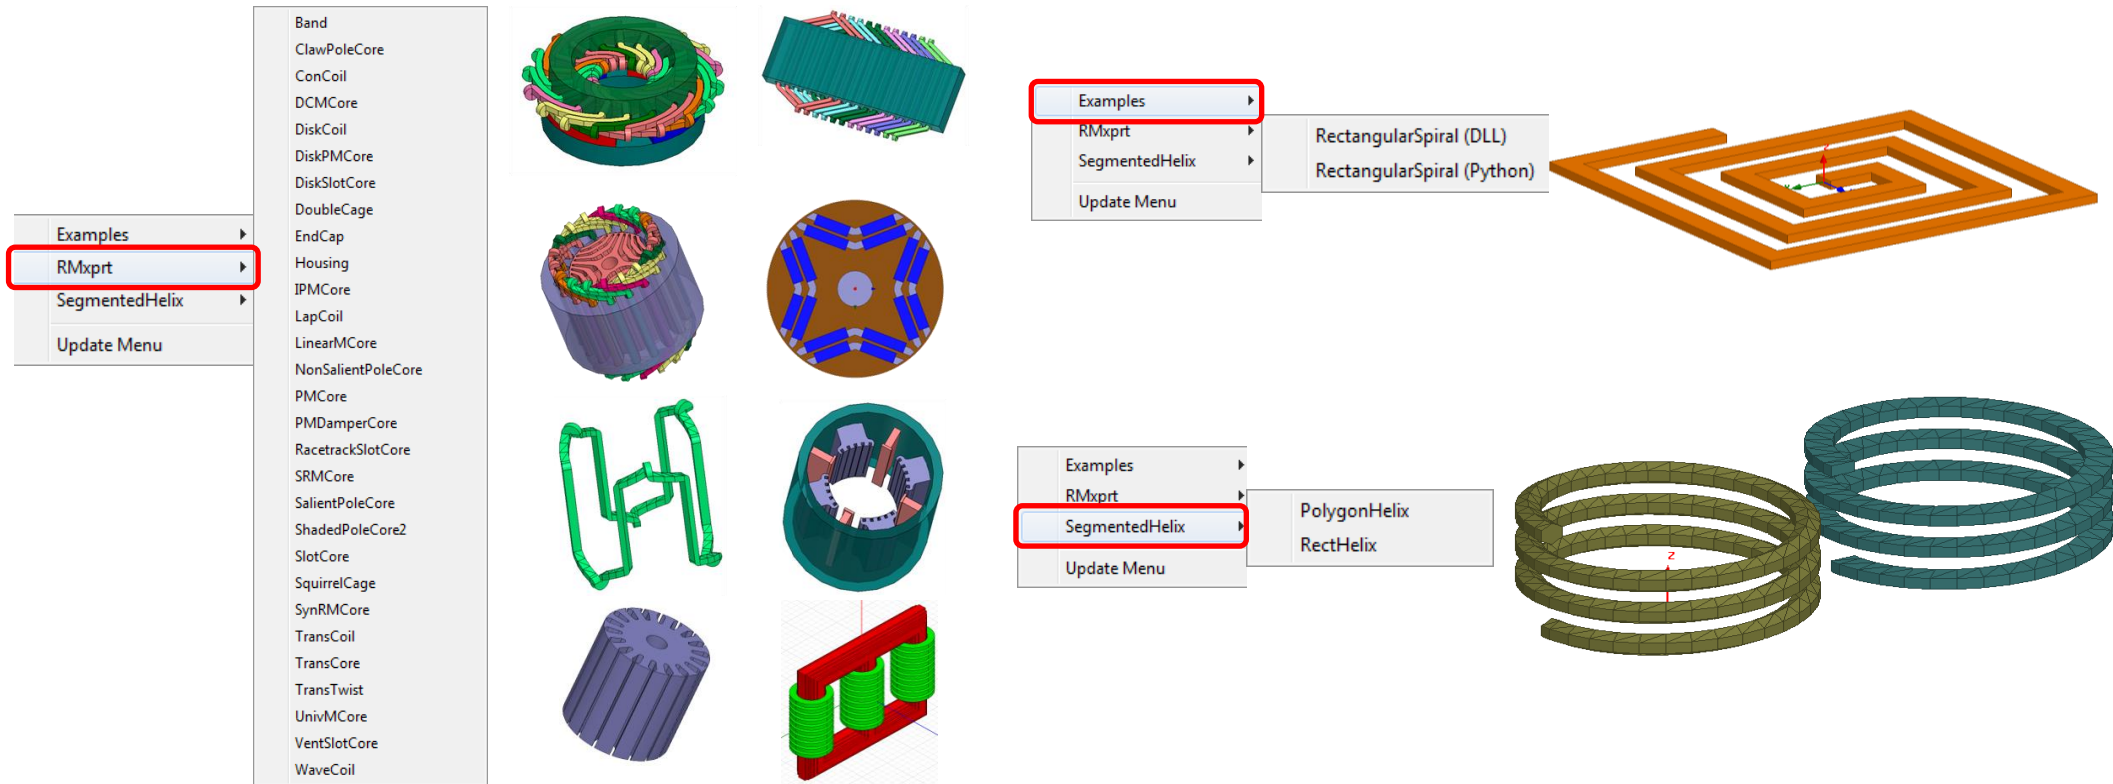 Examples
RMxprt
SegmentedHelix
Update Menu
Band
ClawPoleCore
ConCoil
DCMCore
DiskCoil
DiskPMCore
DiskSlotCore
DoubleCage
EndCap
Housing
IPMCore
LapCoil
LinearMCore
NonSalientPoleCore
PMCore
PMDamperCore
RacetrackSlotCore
SRMCore
SalientPoleCore
ShadedPoleCore2
SlotCore
SquirrelCage
SynRMCore
TransCoil
TransCore
TransTwist
UnivMCore
VentSlotCore
WaveCoil
Examples
RMxprt
SegmentedHelix
Update Menu
RectangularSpiral (DLL)
RectangularSpiral (Python)
Examples
RMxprt
SegmentedHelix
Update Menu
PolygonHelix
RectHelix
Z